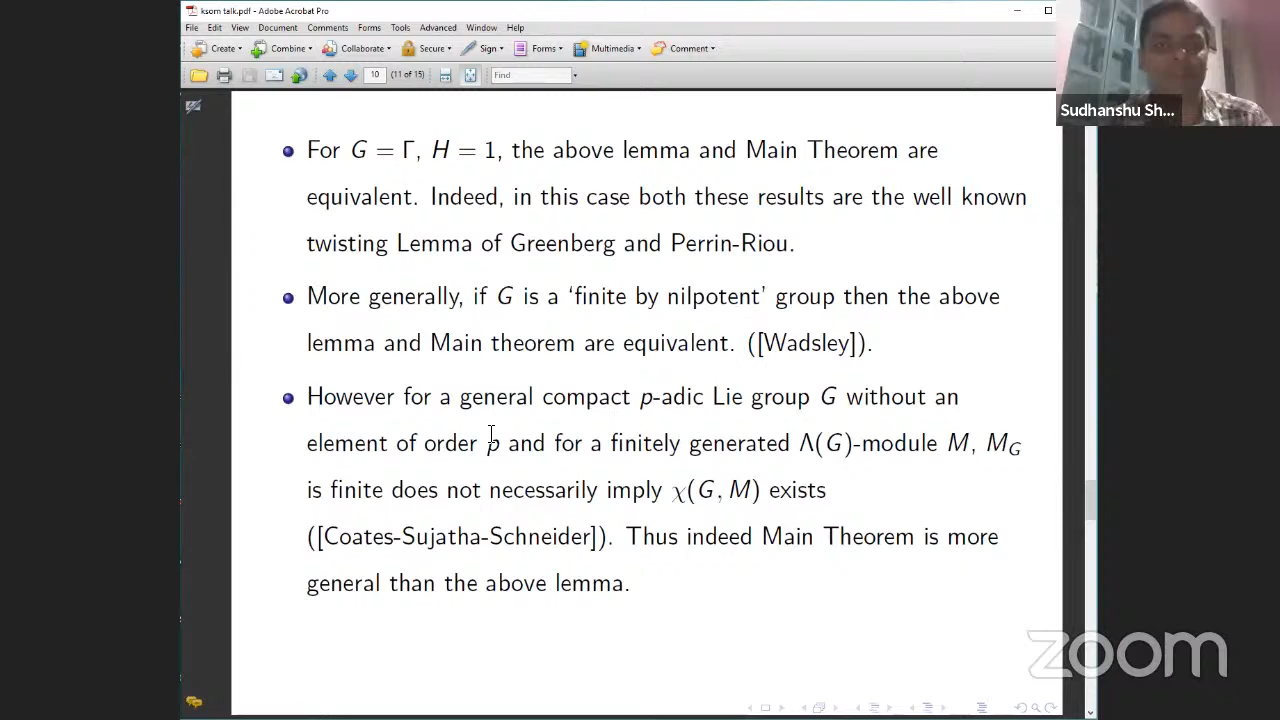 ksom talk.pdf - Adobe Acrobat Pro
File Edit View Document Comments Forms Tools Advanced Window Help
Create Combine Collaborate Secure Sign Forms Multimedia Comment
10 (11 of 15) Find
Sudhanshu Sh...
For G = Γ, H = 1, the above lemma and Main Theorem are
equivalent. Indeed, in this case both these results are the well known
twisting Lemma of Greenberg and Perrin-Riou.
More generally, if G is a ‘finite by nilpotent’ group then the above
lemma and Main theorem are equivalent. ([Wadsley]).
However for a general compact p-adic Lie group G without an
element of order p and for a finitely generated Λ(G)-module M, M_G
is finite does not necessarily imply χ(G, M) exists
([Coates-Sujatha-Schneider]). Thus indeed Main Theorem is more
general than the above lemma.
zoom